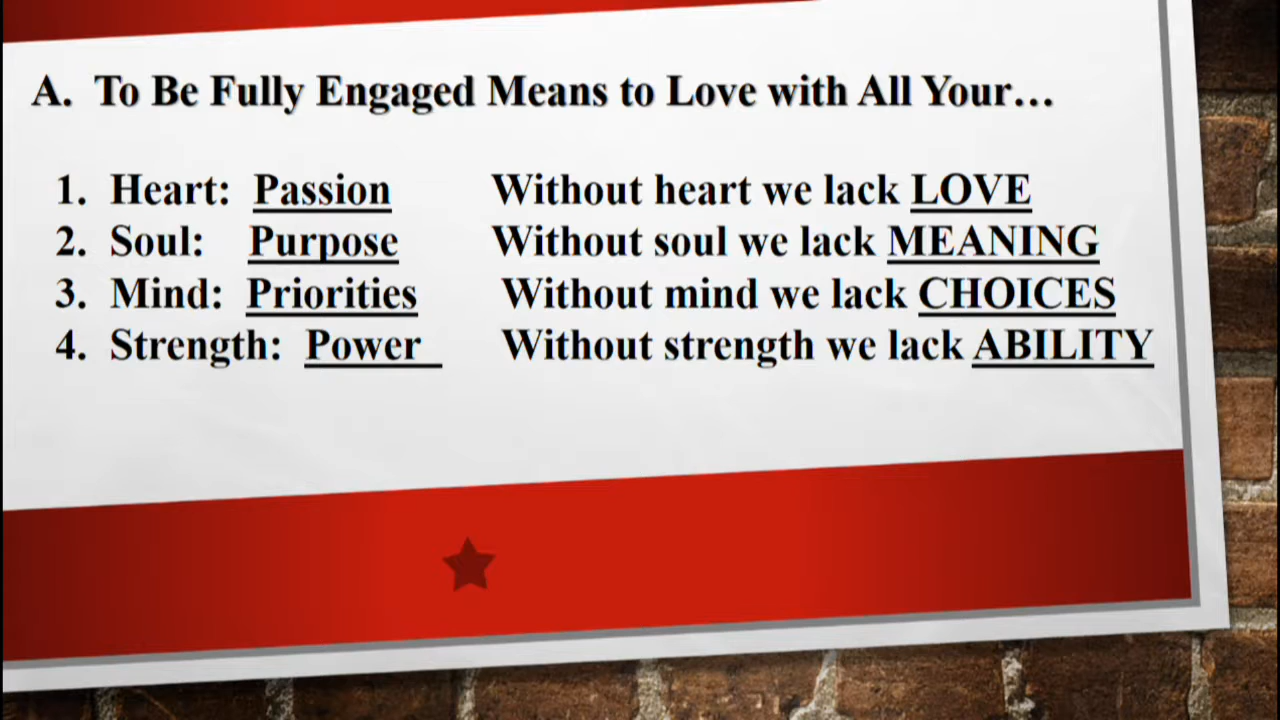 A. To Be Fully Engaged Means to Love with All Your...
1. Heart: Passion Without heart we lack LOVE
2. Soul: Purpose Without soul we lack MEANING
3. Mind: Priorities Without mind we lack CHOICES
4. Strength: Power Without strength we lack ABILITY